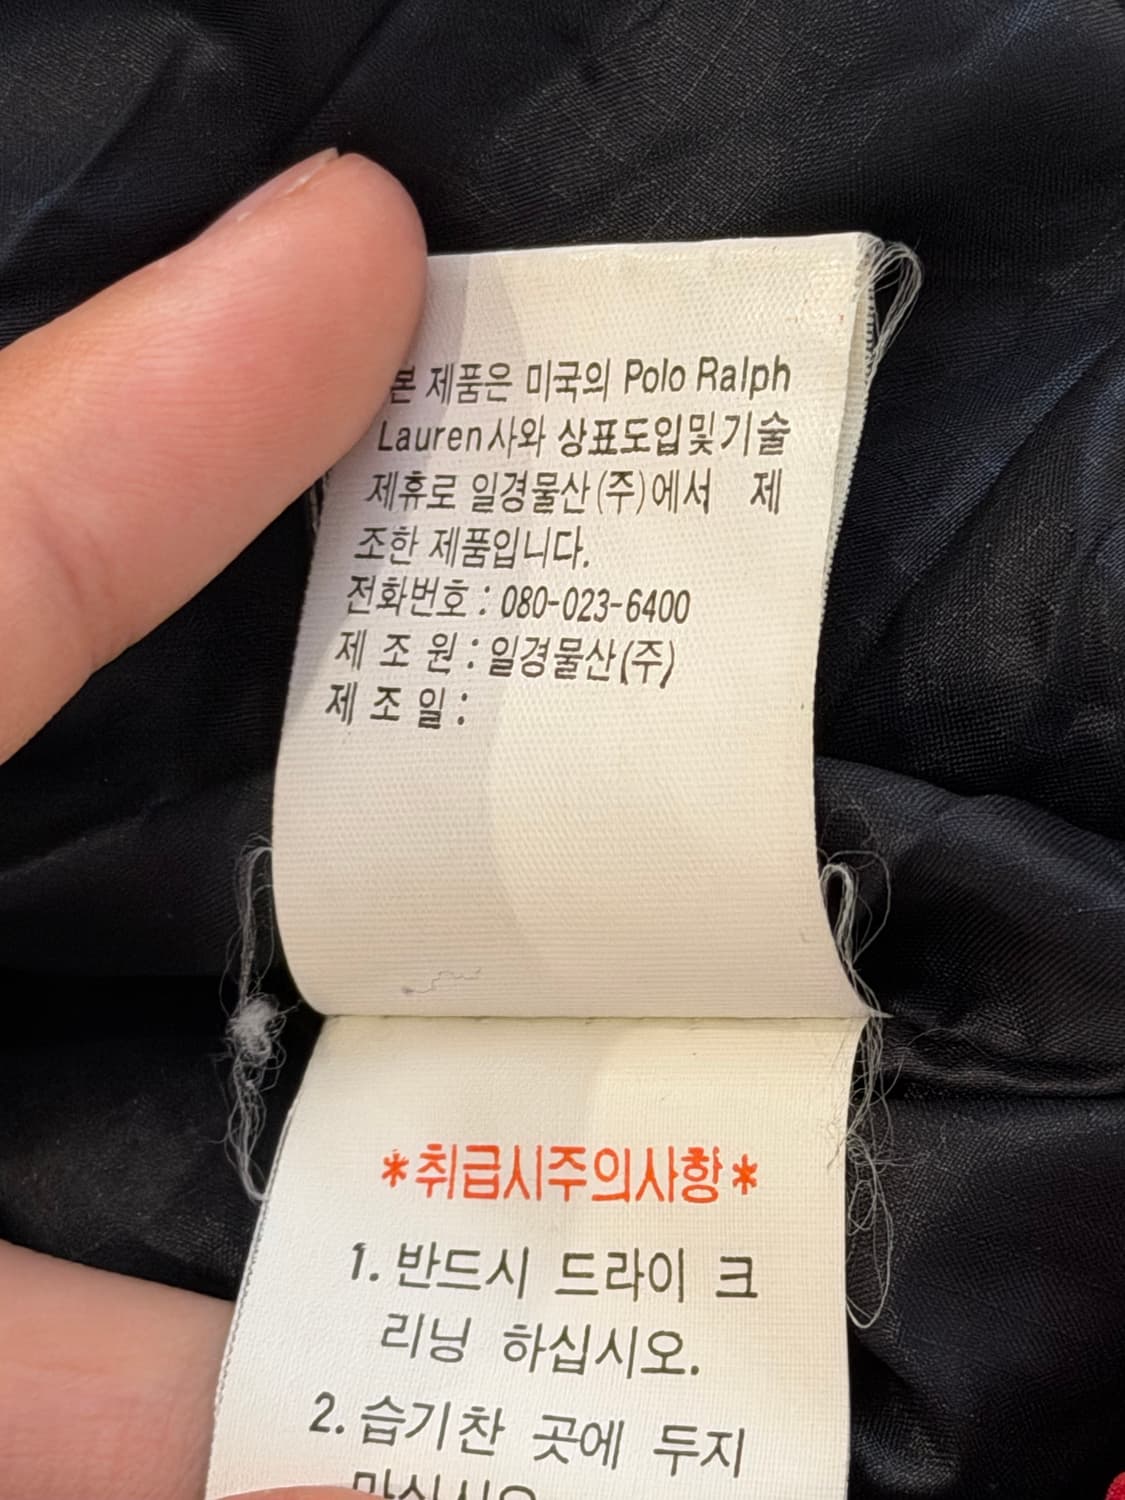 본 제품은 미국의 Polo Ralph
Lauren사와 상표도입및기술
제휴로 일경물산(주)에서 제
조한 제품입니다.
전화번호 : 080-023-6400
제 조 원 : 일경물산(주)
제 조 일 :
*취급시주의사항*
1. 반드시 드라이 크
리닝 하십시오.
2. 습기찬 곳에 두지
마십시오